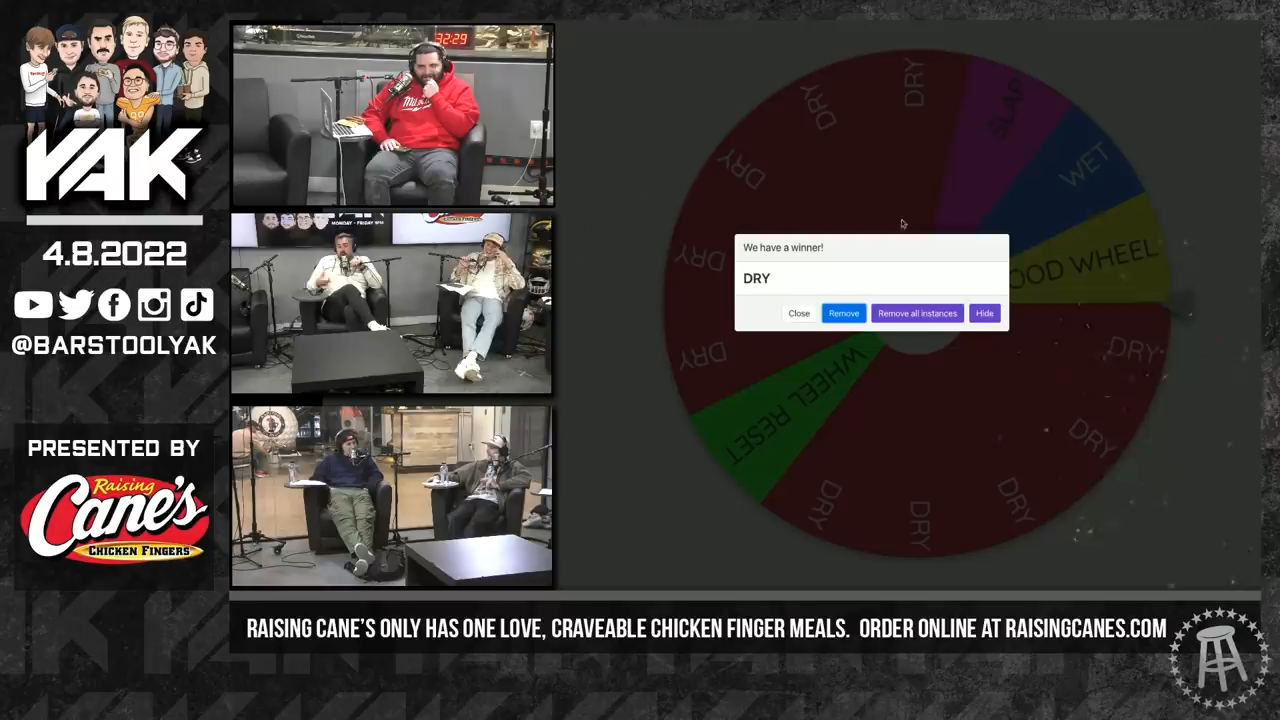 YAK
4.8.2022
@BARSTOOLYAK
PRESENTED BY
Raising
Cane's
CHICKEN FINGERS
32:29
MONDAY - FRIDAY
DRY
DRY
SLAP
WET
OOD WHEEL
DRY
DRY
DRY
DRY
DRY
DRY
WHEEL RESET
DRY
DRY
We have a winner!
DRY
Close
Remove
Remove all instances
Hide
RAISING CANE'S ONLY HAS ONE LOVE, CRAVEABLE CHICKEN FINGER MEALS. ORDER ONLINE AT RAISINGCANES.COM